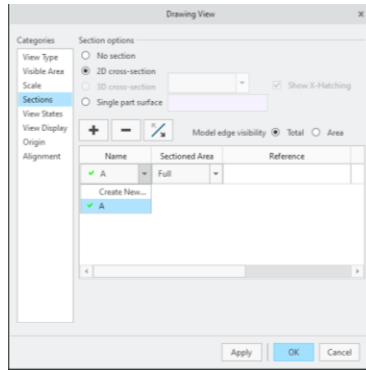 Drawing View
Categories
View Type
Visible Area
Scale
Sections
View States
View Display
Origin
Alignment
Section options
No section
2D cross-section
3D cross-section
Show X-Hatching
Single part surface
Model edge visibility Total Area
Name Sectioned Area Reference
A Full
Create New...
A
Apply OK Cancel